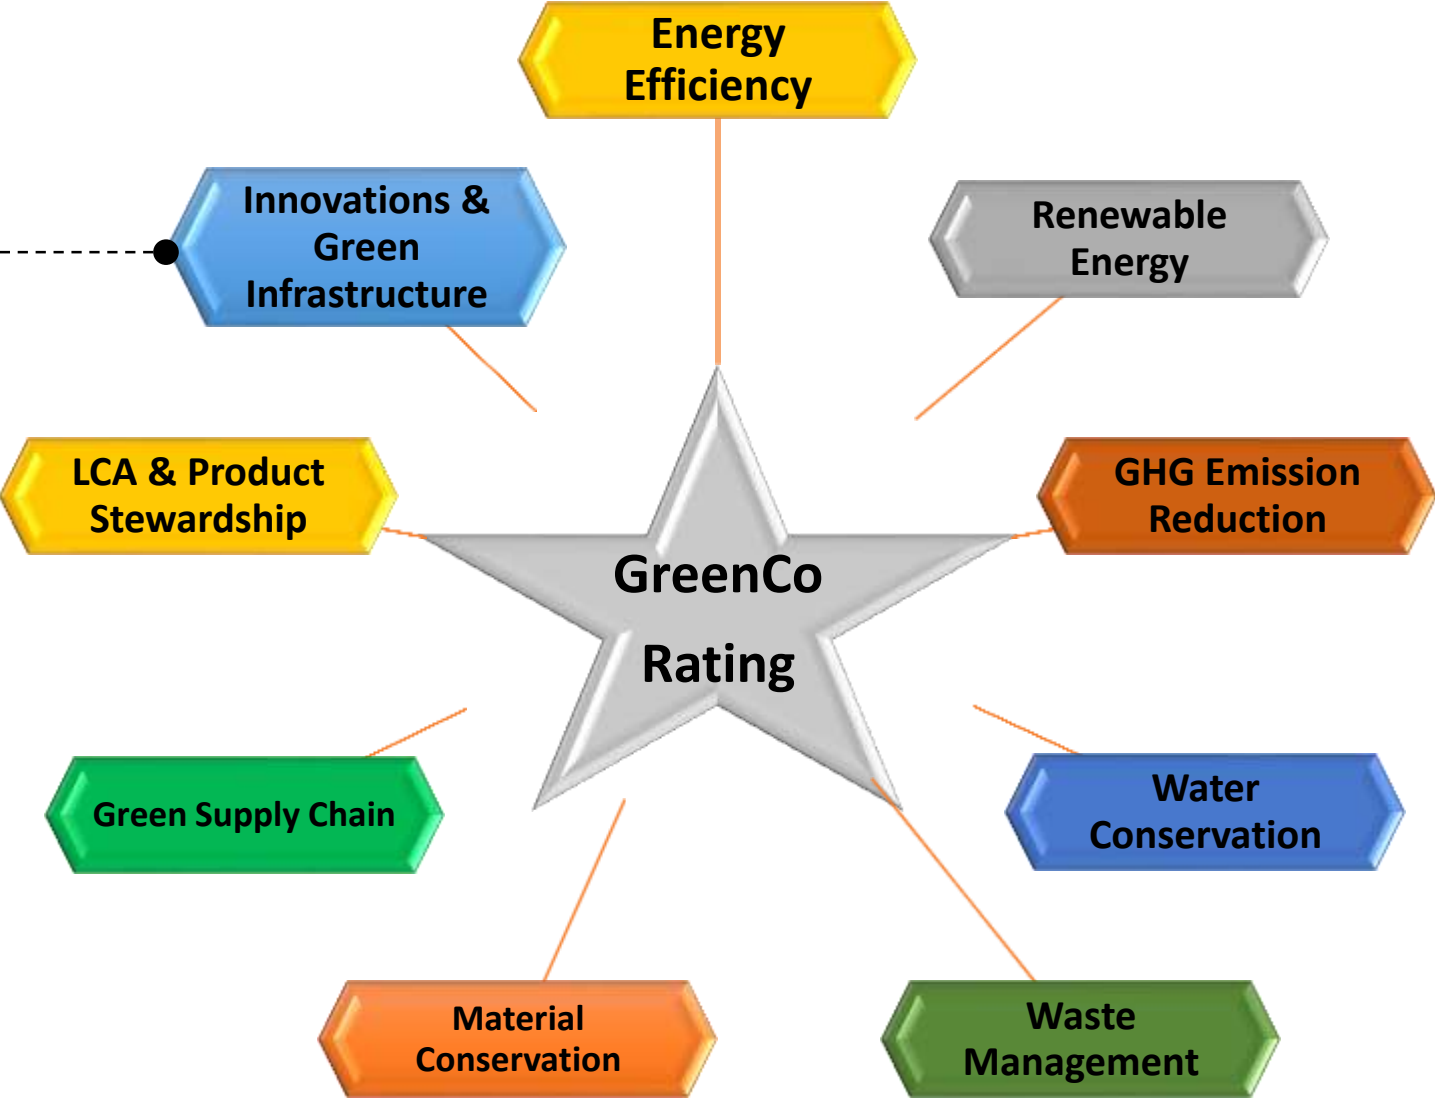 Energy
Efficiency
Innovations &
Green
Infrastructure
Renewable
Energy
LCA & Product
Stewardship
GHG Emission
Reduction
GreenCo
Rating
Green Supply Chain
Water
Conservation
Material
Conservation
Waste
Management